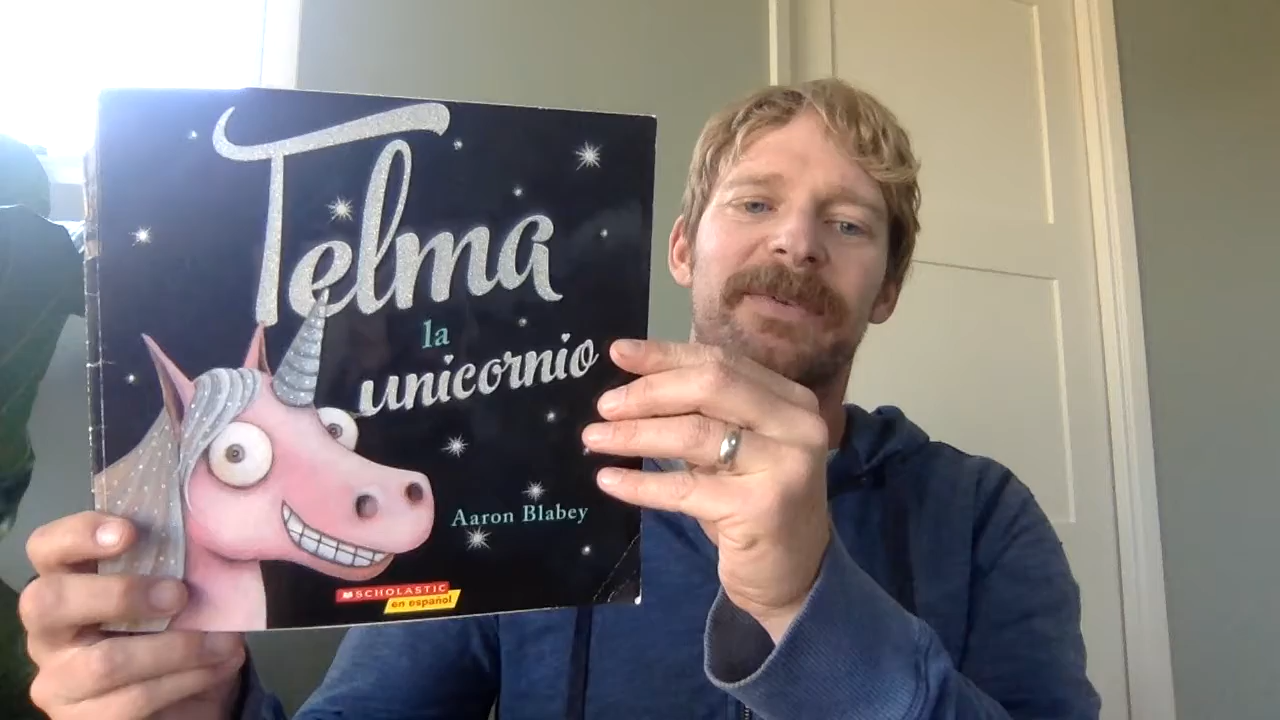 Telma
la
unicornio
Aaron Blabey
SCHOLASTIC
en español